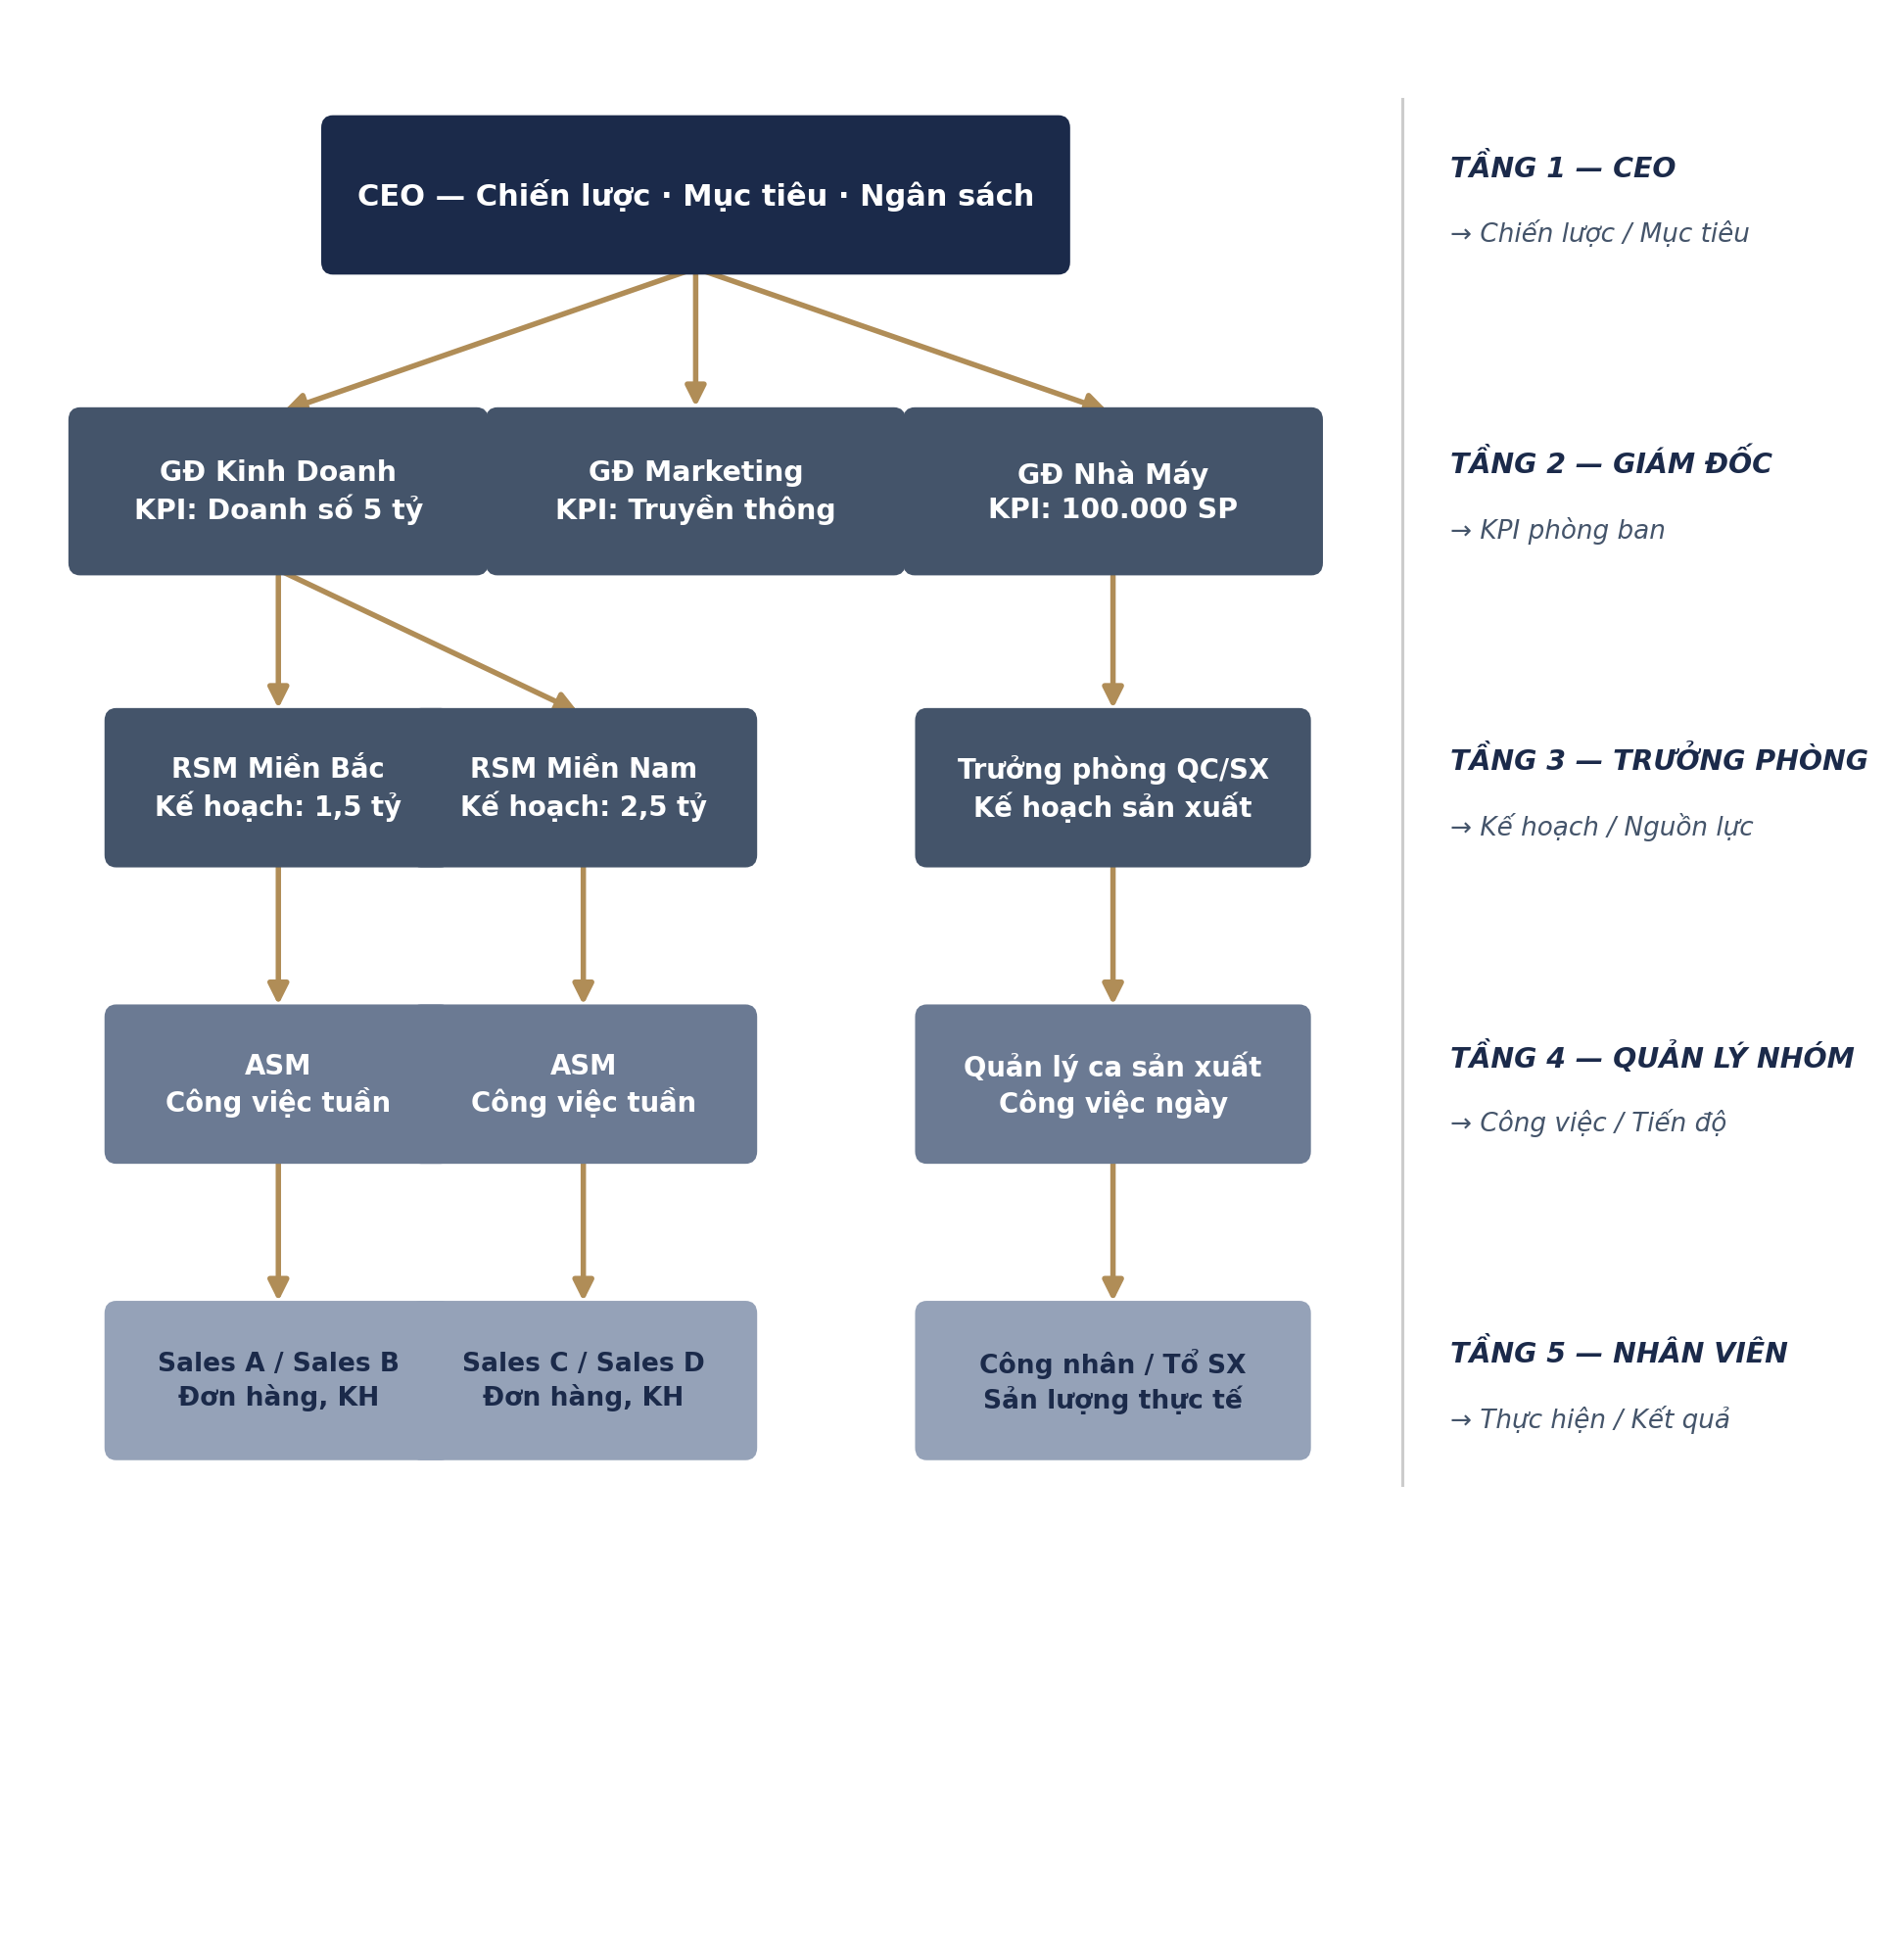 CEO — Chiến lược · Mục tiêu · Ngân sách
TẦNG 1 — CEO
→ Chiến lược / Mục tiêu
GĐ Kinh Doanh
KPI: Doanh số 5 tỷ
GĐ Marketing
KPI: Truyền thông
GĐ Nhà Máy
KPI: 100.000 SP
TẦNG 2 — GIÁM ĐỐC
→ KPI phòng ban
RSM Miền Bắc
Kế hoạch: 1,5 tỷ
RSM Miền Nam
Kế hoạch: 2,5 tỷ
Trưởng phòng QC/SX
Kế hoạch sản xuất
TẦNG 3 — TRƯỞNG PHÒNG
→ Kế hoạch / Nguồn lực
ASM
Công việc tuần
ASM
Công việc tuần
Quản lý ca sản xuất
Công việc ngày
TẦNG 4 — QUẢN LÝ NHÓM
→ Công việc / Tiến độ
Sales A / Sales B
Đơn hàng, KH
Sales C / Sales D
Đơn hàng, KH
Công nhân / Tổ SX
Sản lượng thực tế
TẦNG 5 — NHÂN VIÊN
→ Thực hiện / Kết quả